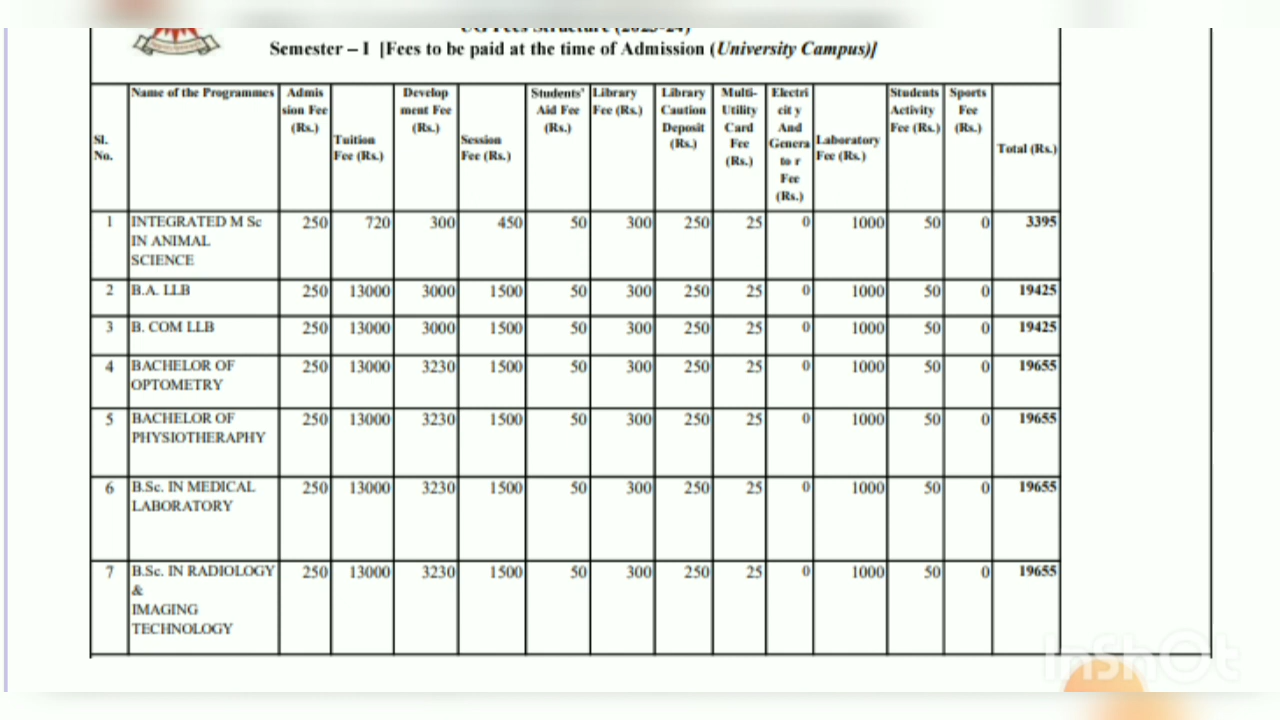 UG Fees Structure (2023-24)
Semester – I [Fees to be paid at the time of Admission (University Campus)]
Sl. No. Name of the Programmes Admis sion Fee (Rs.) Tuition Fee (Rs.) Develop ment Fee (Rs.) Session Fee (Rs.) Students' Aid Fee (Rs.) Library Fee (Rs.) Library Caution Deposit (Rs.) Multi- Utility Card Fee (Rs.) Electri cit y And Genera to r Fee (Rs.) Laboratory Fee (Rs.) Students Activity Fee (Rs.) Sports Fee (Rs.) Total (Rs.)
1 INTEGRATED M Sc 250 720 300 450 50 300 250 25 0 1000 50 0 3395
IN ANIMAL
SCIENCE
2 B.A. LLB 250 13000 3000 1500 50 300 250 25 0 1000 50 0 19425
3 B. COM LLB 250 13000 3000 1500 50 300 250 25 0 1000 50 0 19425
4 BACHELOR OF 250 13000 3230 1500 50 300 250 25 0 1000 50 0 19655
OPTOMETRY
5 BACHELOR OF 250 13000 3230 1500 50 300 250 25 0 1000 50 0 19655
PHYSIOTHERAPHY
6 B.Sc. IN MEDICAL 250 13000 3230 1500 50 300 250 25 0 1000 50 0 19655
LABORATORY
7 B.Sc. IN RADIOLOGY 250 13000 3230 1500 50 300 250 25 0 1000 50 0 19655
&
IMAGING
TECHNOLOGY
InShOt